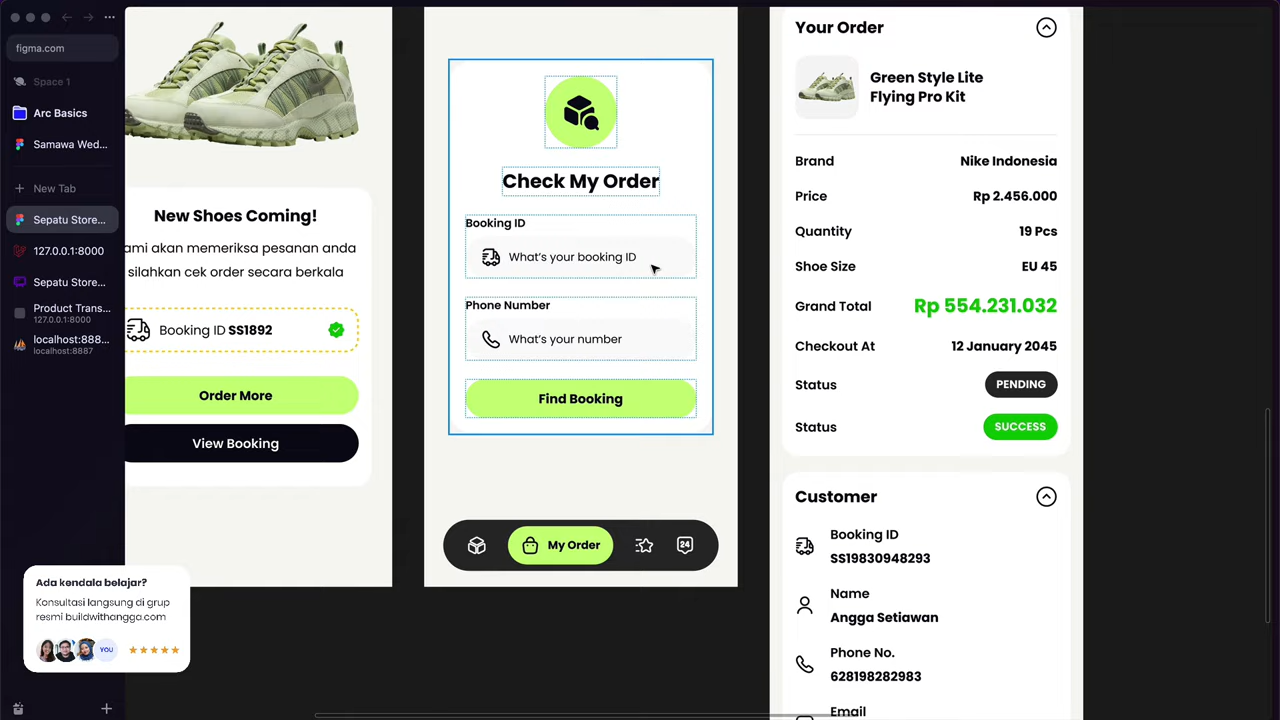 figma.com
Space 1
Arc Basics
Samawa Wed...
New Tab
Sepatu Store...
127.0.0.1:8000
Sepatu Store...
Product Trans...
127.0.0.1:8000
localhost:888...
localhost:8887
Ada kendala belajar?
Konsultasi langsung di grup
resmi buildwithangga.com
YOU
New Shoes Coming!
ami akan memeriksa pesanan anda
silahkan cek order secara berkala
Booking ID SS1892
Order More
View Booking
Check My Order
Booking ID
What's your booking ID
Phone Number
What's your number
Find Booking
My Order
24
Your Order
Green Style Lite
Flying Pro Kit
Brand Nike Indonesia
Price Rp 2.456.000
Quantity 19 Pcs
Shoe Size EU 45
Grand Total Rp 554.231.032
Checkout At 12 January 2045
Status PENDING
Status SUCCESS
Customer
Booking ID
SS19830948293
Name
Angga Setiawan
Phone No.
628198282983
Email